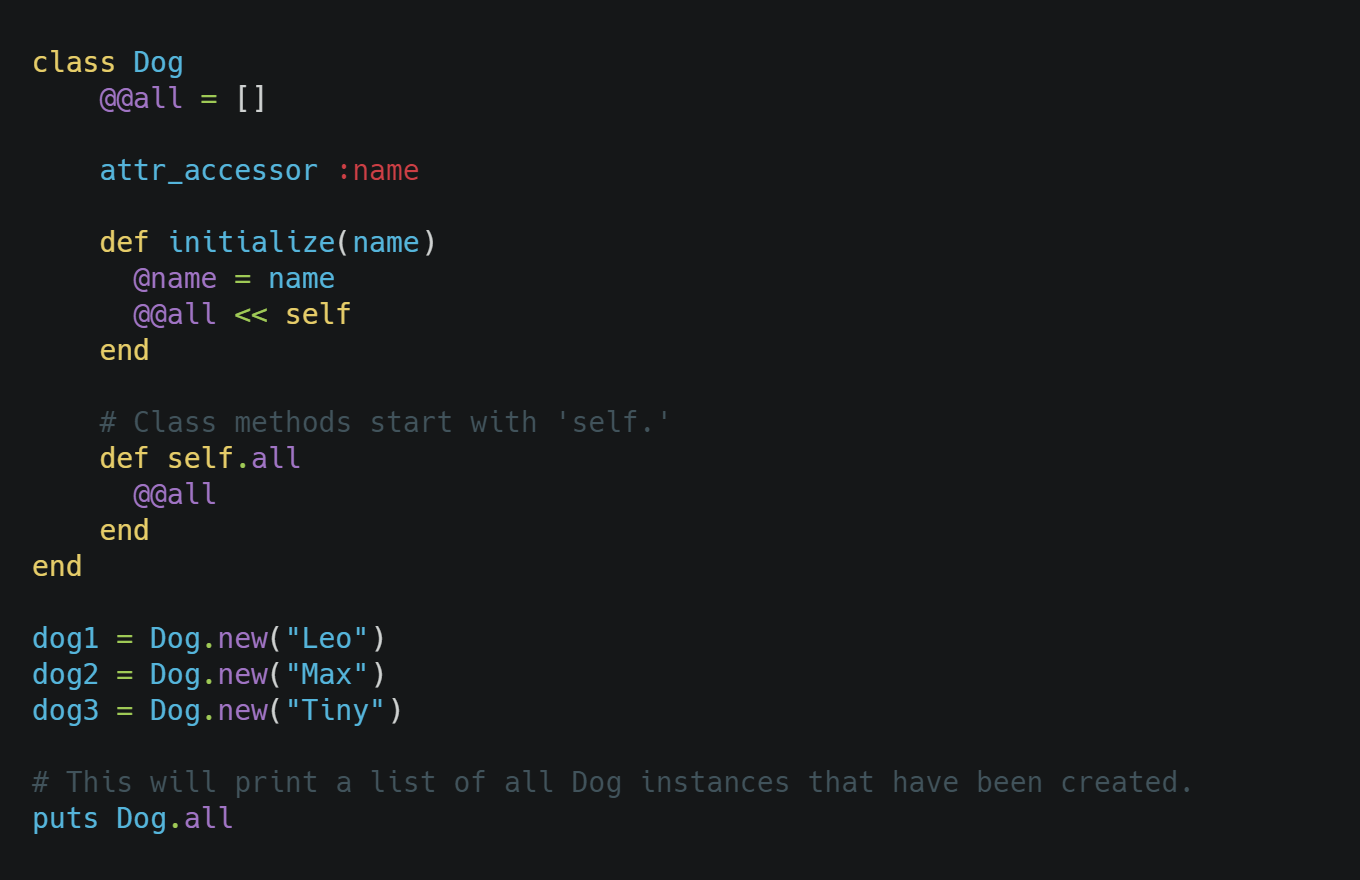 class Dog
    @@all = []

    attr_accessor :name

    def initialize(name)
      @name = name
      @@all << self
    end

    # Class methods start with 'self.'
    def self.all
      @@all
    end
end

dog1 = Dog.new("Leo")
dog2 = Dog.new("Max")
dog3 = Dog.new("Tiny")

# This will print a list of all Dog instances that have been created.
puts Dog.all